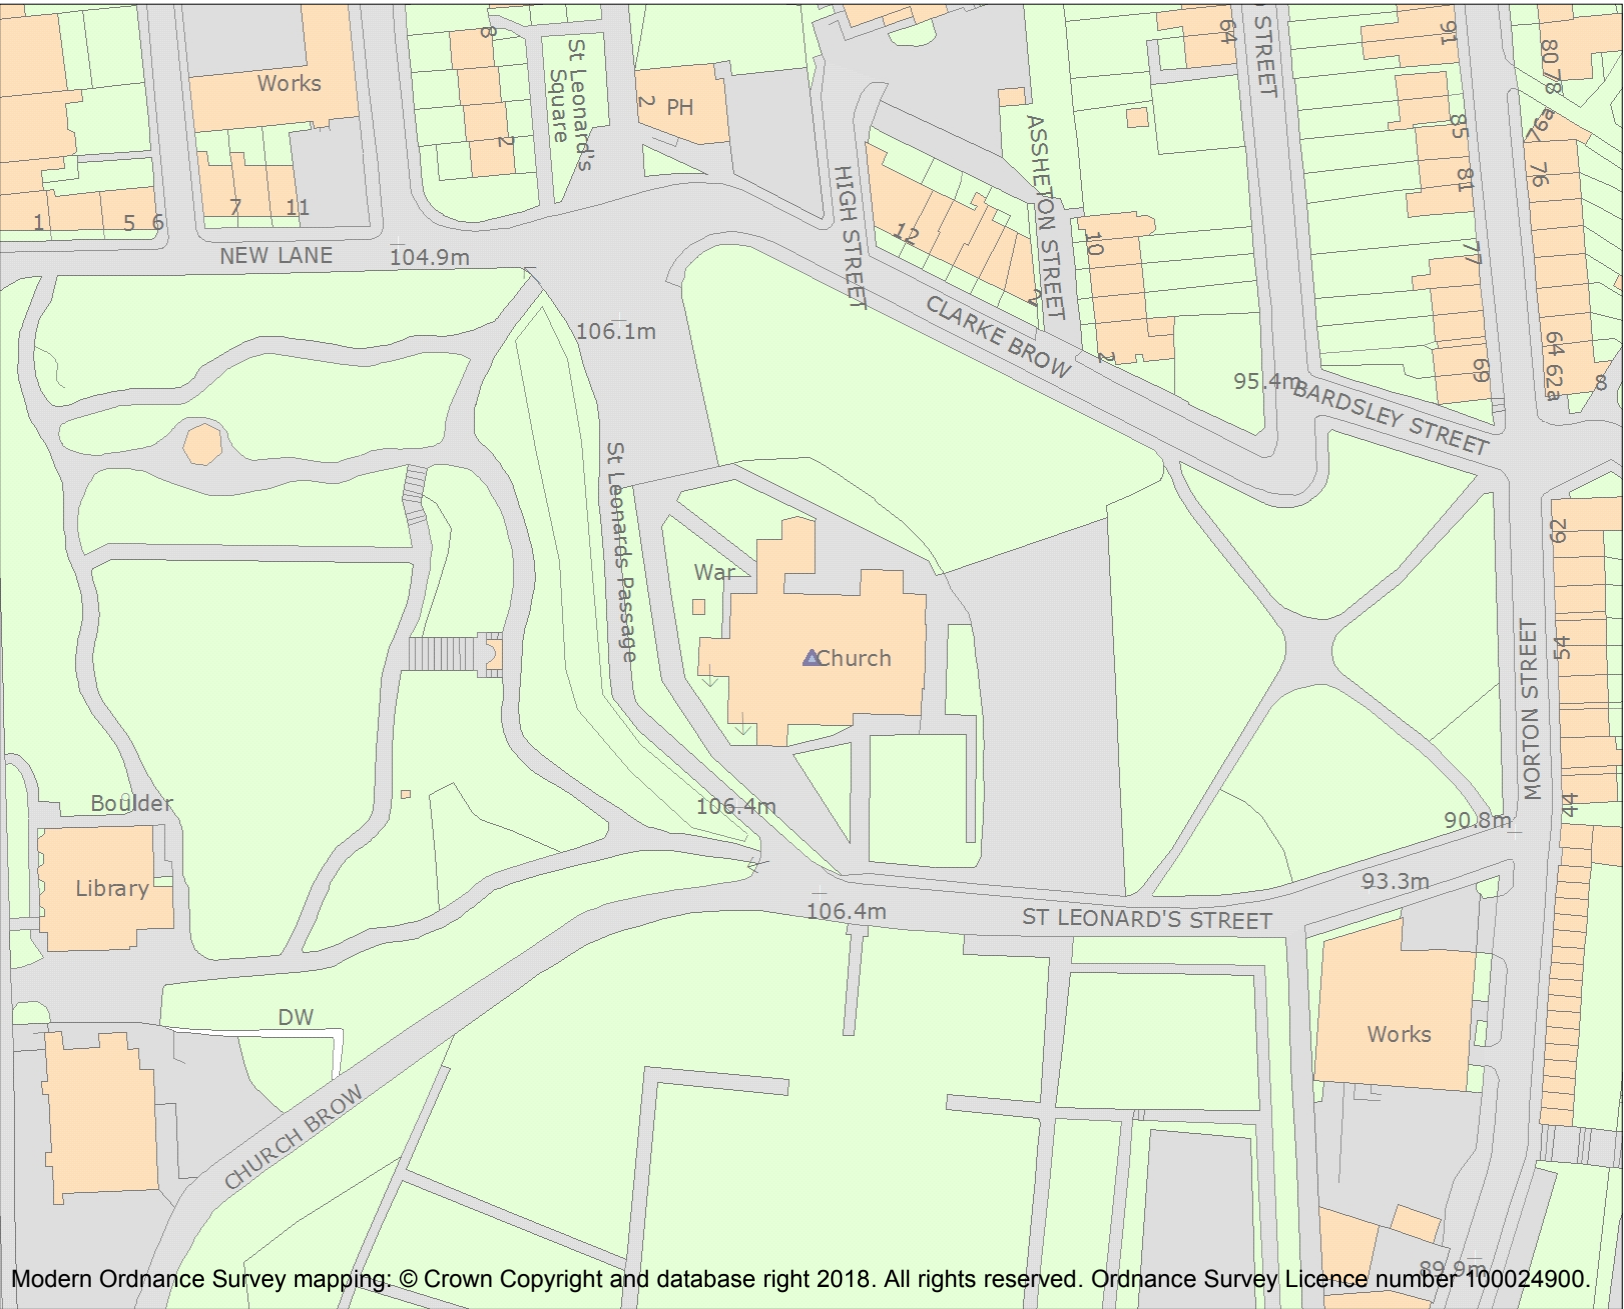 8
St Leonard's
Square
Works
2
2
PH
64
D STREET
91
80
78
85
76a
81
76
1
5
6
7
11
NEW LANE
104.9m
HIGH STREET
12
ASSHETON STREET
10
2
2
77
106.1m
CLARKE BROW
95.4m
BARDSLEY STREET
69
64
62a
8
St Leonards Passage
War
Church
62
54
MORTON STREET
44
Boulder
106.4m
90.8m
Library
93.3m
106.4m
ST LEONARD'S STREET
DW
Works
CHURCH BROW
89.9m
Modern Ordnance Survey mapping: © Crown Copyright and database right 2018. All rights reserved. Ordnance Survey Licence number 100024900.